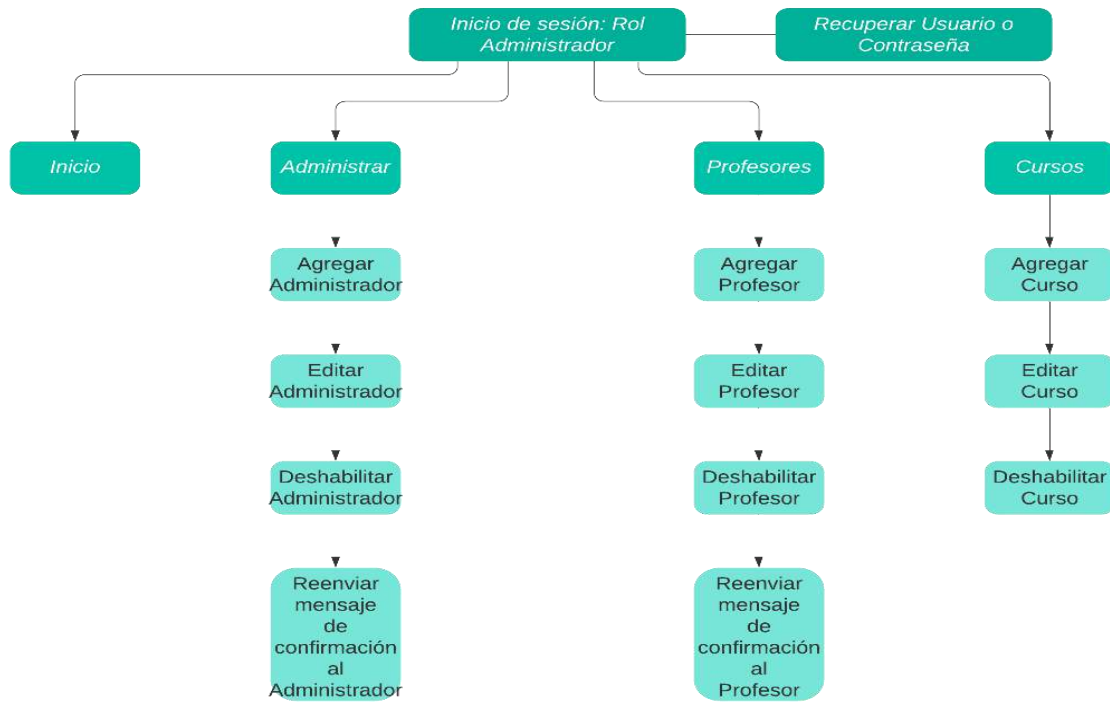 Inicio de sesión: Rol
Administrador
Recuperar Usuario o
Contraseña
Inicio
Administrar
Profesores
Cursos
Agregar
Administrador
Agregar
Profesor
Agregar
Curso
Editar
Administrador
Editar
Profesor
Editar
Curso
Deshabilitar
Administrador
Deshabilitar
Profesor
Deshabilitar
Curso
Reenviar
mensaje
de
confirmación
al
Administrador
Reenviar
mensaje
de
confirmación
al
Profesor